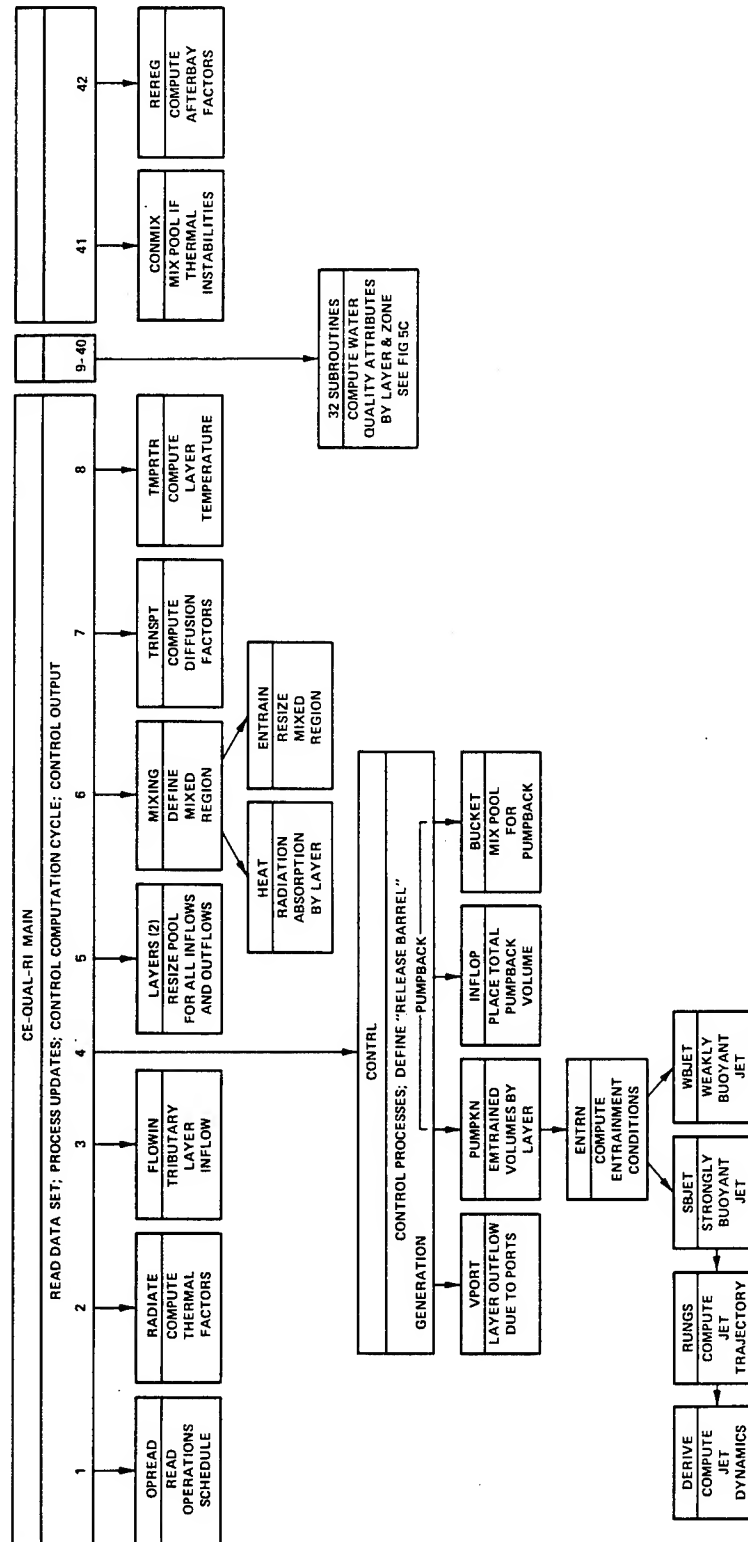 CE-QUAL-RI MAIN
READ DATA SET; PROCESS UPDATES; CONTROL COMPUTATION CYCLE; CONTROL OUTPUT
1
2
3
4
5
6
7
8
9-40
41
42
OPREAD
READ
OPERATIONS
SCHEDULE
RADIATE
COMPUTE
THERMAL
FACTORS
FLOWIN
TRIBUTARY
LAYER
INFLOW
LAYERS (2)
RESIZE POOL
FOR ALL INFLOWS
AND OUTFLOWS
MIXING
DEFINE
MIXED
REGION
TRNSPT
COMPUTE
DIFFUSION
FACTORS
TMPRTR
COMPUTE
LAYER
TEMPERATURE
CONMIX
MIX POOL IF
THERMAL
INSTABILITIES
REREG
COMPUTE
AFTERBAY
FACTORS
HEAT
RADIATION
ABSORPTION
BY LAYER
ENTRAIN
RESIZE
MIXED
REGION
32 SUBROUTINES
COMPUTE WATER
QUALITY ATTRIBUTES
BY LAYER & ZONE
SEE FIG 5C
CONTRL
CONTROL PROCESSES; DEFINE "RELEASE BARREL"
GENERATION
PUMPBACK
VPORT
LAYER OUTFLOW
DUE TO PORTS
PUMPKN
EMTRAINED
VOLUMES BY
LAYER
INFLOP
PLACE TOTAL
PUMPBACK
VOLUME
BUCKET
MIX POOL
FOR
PUMPBACK
ENTRN
COMPUTE
ENTRAINMENT
CONDITIONS
DERIVE
COMPUTE
JET
DYNAMICS
RUNGS
COMPUTE
JET
TRAJECTORY
SBJET
STRONGLY
BUOYANT
JET
WBJET
WEAKLY
BUOYANT
JET